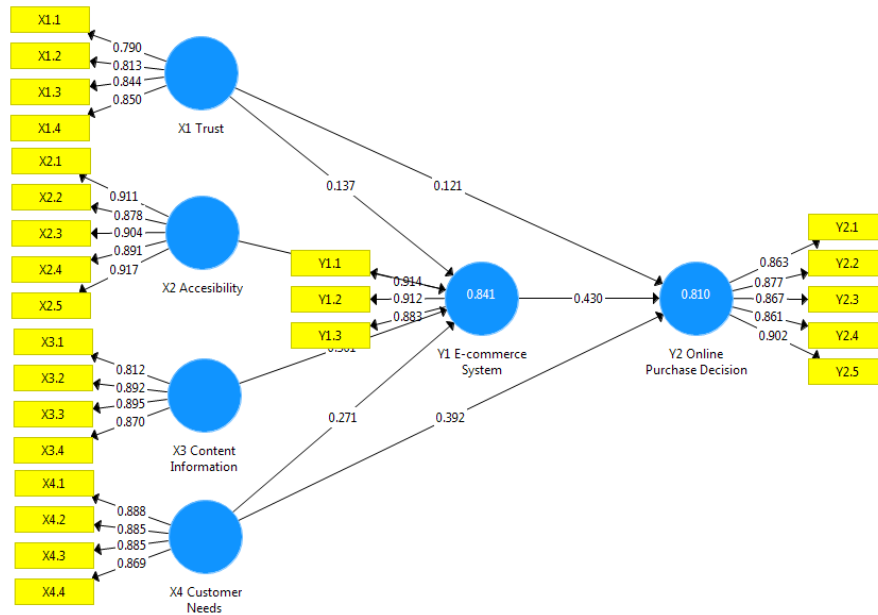 X1.1
X1.2
X1.3
X1.4
0.790
0.813
0.844
0.850
X1 Trust
X2.1
X2.2
X2.3
X2.4
X2.5
0.911
0.878
0.904
0.891
0.917
X2 Accesibility
X3.1
X3.2
X3.3
X3.4
0.812
0.892
0.895
0.870
X3 Content
Information
X4.1
X4.2
X4.3
X4.4
0.888
0.885
0.885
0.869
X4 Customer
Needs
0.137
0.121
Y1.1
Y1.2
Y1.3
0.914
0.912
0.883
0.841
Y1 E-commerce
System
0.271
0.430
0.392
0.810
Y2 Online
Purchase Decision
0.863
0.877
0.867
0.861
0.902
Y2.1
Y2.2
Y2.3
Y2.4
Y2.5